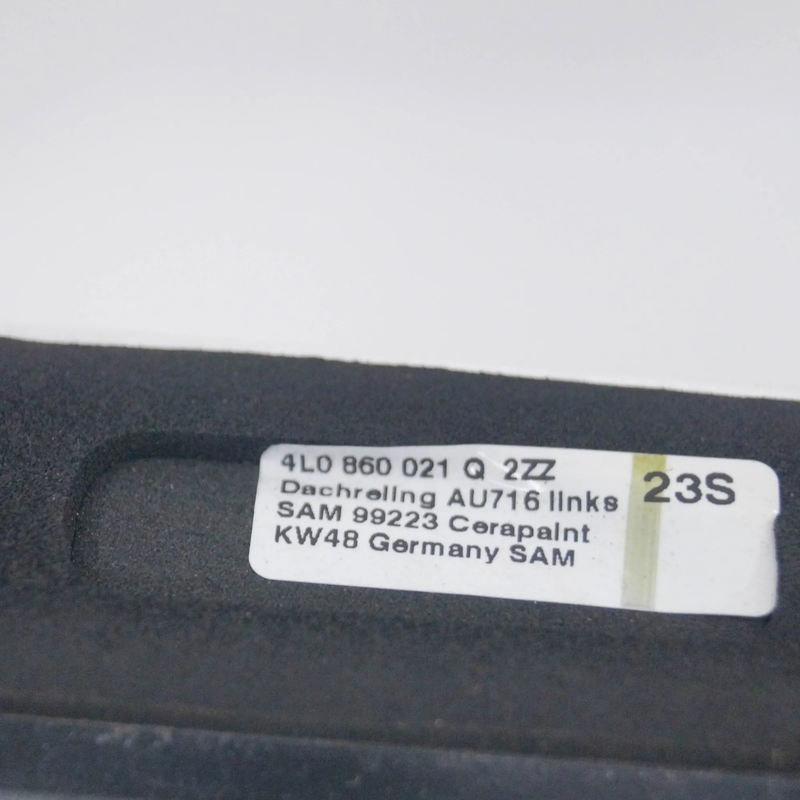 4L0 860 021 Q 2ZZ
Dachreling AU716 links
SAM 99223 Cerapaint
KW48 Germany SAM
23S